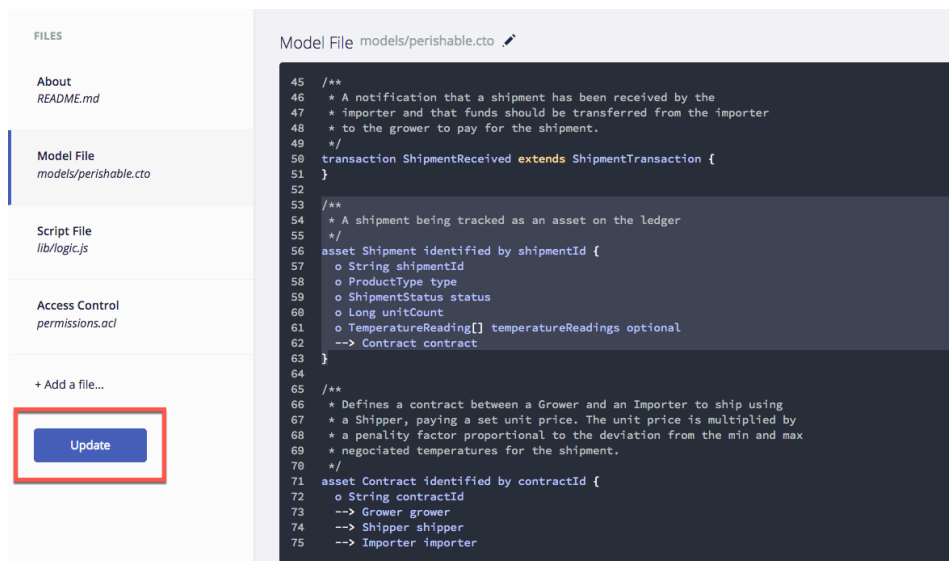 FILES
About
README.md
Model File
models/perishable.cto
Script File
lib/logic.js
Access Control
permissions.acl
+ Add a file...
Update
Model File models/perishable.cto
45 /**
46  * A notification that a shipment has been received by the
47  * importer and that funds should be transferred from the importer
48  * to the grower to pay for the shipment.
49  */
50 transaction ShipmentReceived extends ShipmentTransaction {
51 }
52
53 /**
54  * A shipment being tracked as an asset on the ledger
55  */
56 asset Shipment identified by shipmentId {
57   o String shipmentId
58   o ProductType type
59   o ShipmentStatus status
60   o Long unitCount
61   o TemperatureReading[] temperatureReadings optional
62   --> Contract contract
63 }
64
65 /**
66  * Defines a contract between a Grower and an Importer to ship using
67  * a Shipper, paying a set unit price. The unit price is multiplied by
68  * a penality factor proportional to the deviation from the min and max
69  * negociated temperatures for the shipment.
70  */
71 asset Contract identified by contractId {
72   o String contractId
73   --> Grower grower
74   --> Shipper shipper
75   --> Importer importer